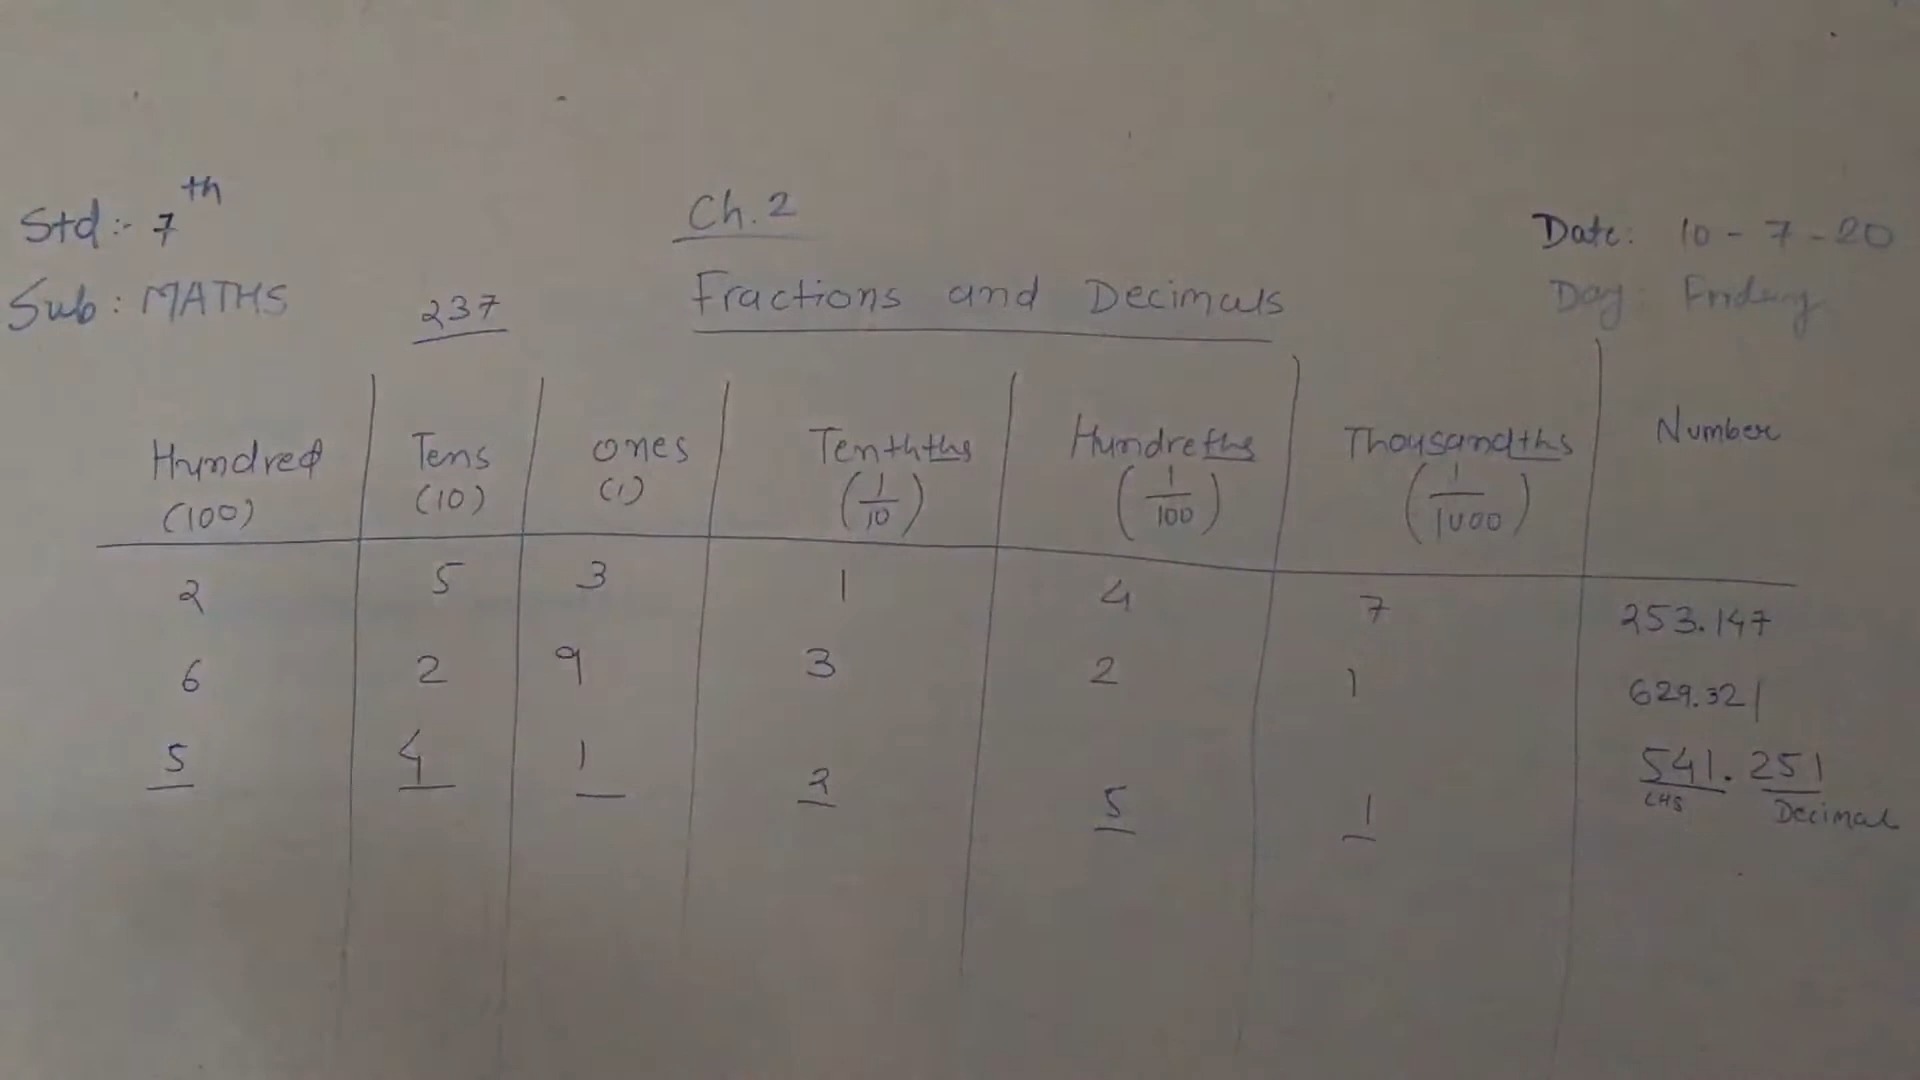 Std:- 7th
Ch. 2
Date: 10 - 7 - 20
Sub: MATHS
237
Fractions and Decimals
Day: Friday
Hundred Tens ones Tenthths Hundreths Thousandths Number
(100) (10) (1) (1/10) (1/100) (1/1000)
2 5 3 1 4 7 253.147
6 2 9 3 2 1 629.321
5 4 1 2 5 1 541.251
LHS Decimal